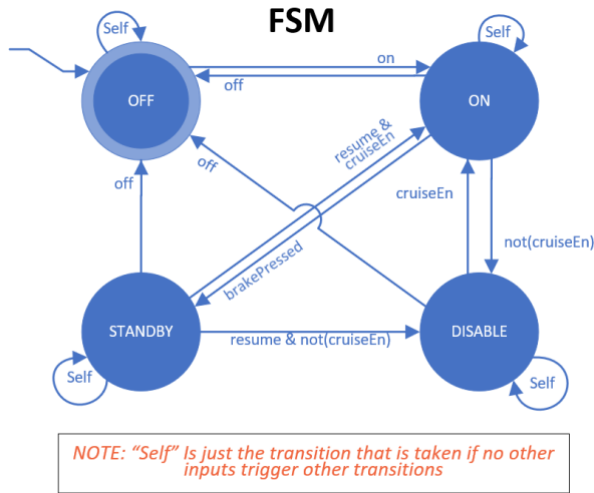 FSM
Self
Self
on
off
OFF
ON
resume &
cruiseEn
off
off
cruiseEn
not(cruiseEn)
brakePressed
STANDBY
resume & not(cruiseEn)
DISABLE
Self
Self
NOTE: “Self” Is just the transition that is taken if no other
inputs trigger other transitions